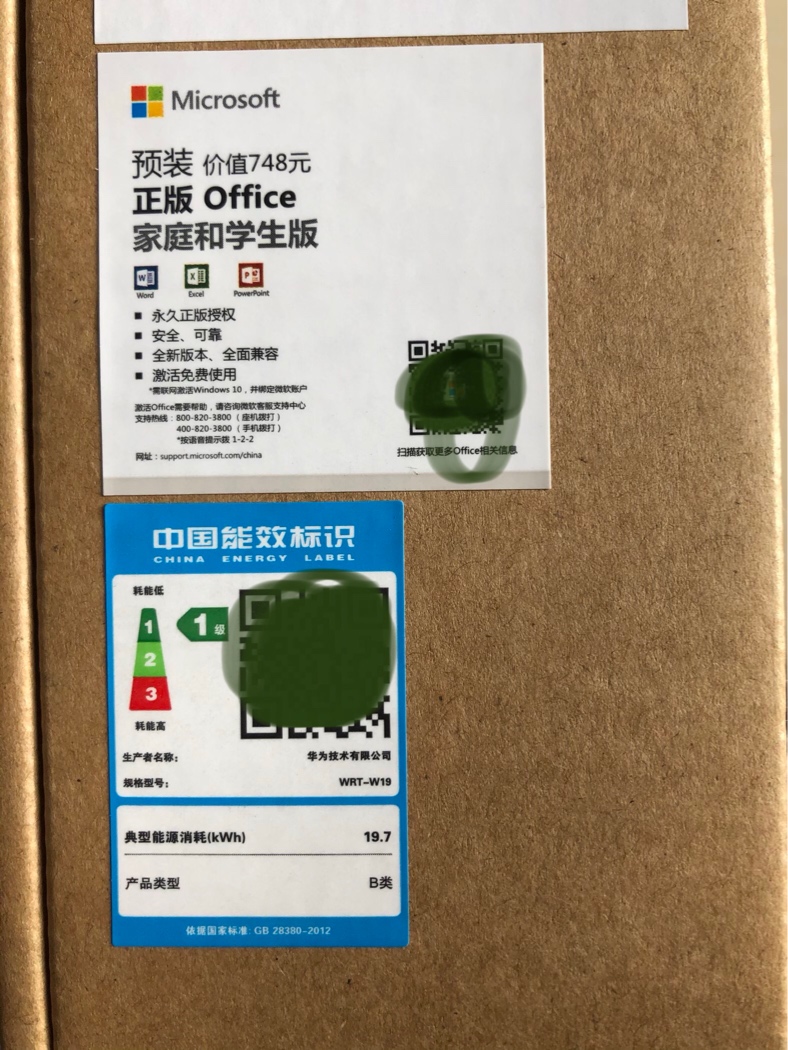 Microsoft
预装 价值748元
正版 Office
家庭和学生版
Word Excel PowerPoint
■ 永久正版授权
■ 安全、可靠
■ 全新版本、全面兼容
■ 激活免费使用
*需联网激活Windows 10，并绑定微软账户
激活Office需要帮助，请咨询微软客服支持中心
支持热线：800-820-3800（座机拨打）
400-820-3800（手机拨打）
*按语音提示拨 1-2-2
网址：support.microsoft.com/china
扫描获取更多Office相关信息
中国能效标识
CHINA ENERGY LABEL
耗能低
1
1级
2
3
耗能高
生产者名称： 华为技术有限公司
规格型号： WRT-W19
典型能源消耗(kWh) 19.7
产品类型 B类
依据国家标准: GB 28380-2012